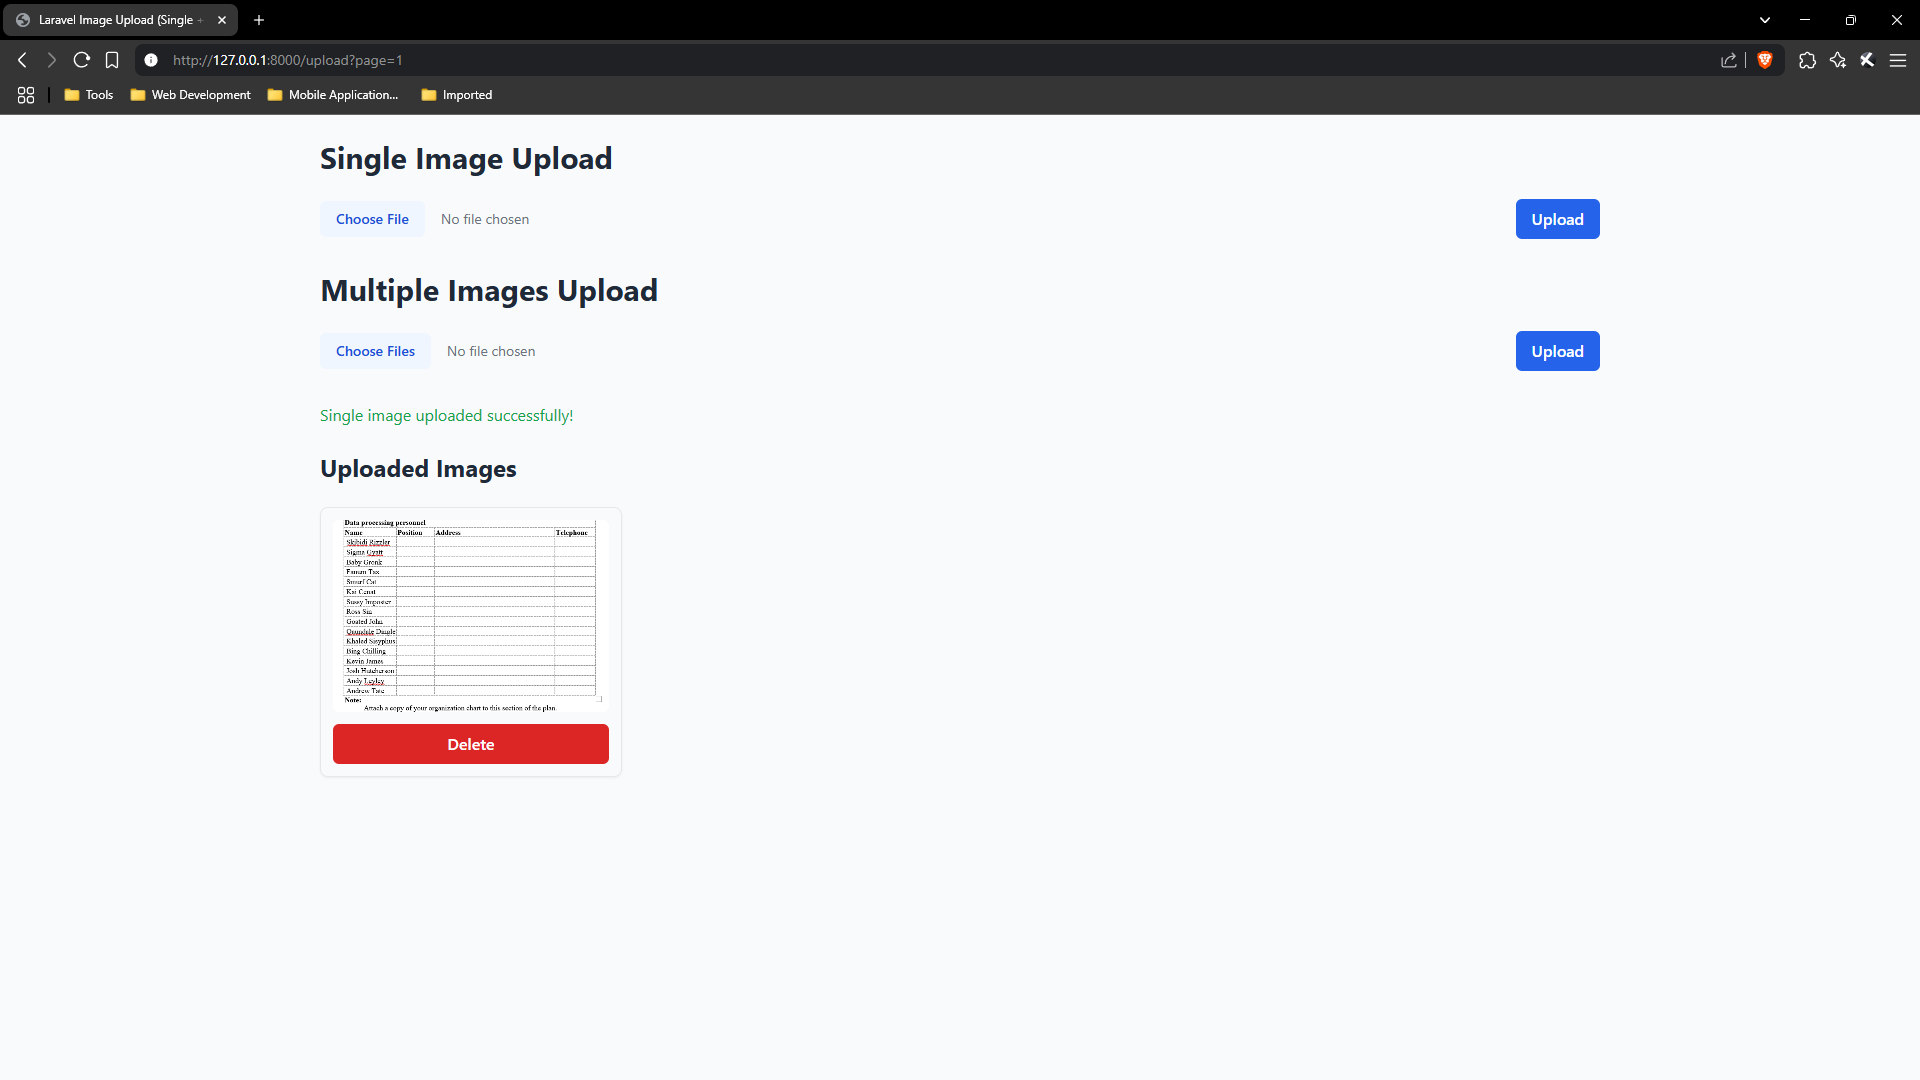 Laravel Image Upload (Single +
http://127.0.0.1:8000/upload?page=1
Tools
Web Development
Mobile Application...
Imported
Single Image Upload
Choose File
No file chosen
Upload
Multiple Images Upload
Choose Files
No file chosen
Upload
Single image uploaded successfully!
Uploaded Images
Data processing personnel
Name Position Address Telephone
Skibidi Rizzler
Sigma Gyatt
Baby Gronk
Fanum Tax
Smurf Cat
Kai Cenat
Sussy Imposter
Ross Sin
Goated John
Quandale Dingle
Khaled Sisyphus
Bing Chilling
Kevin James
Josh Hutcherson
Andy Leyley
Andrew Tate
Note:
Attach a copy of your organization chart to this section of the plan.
Delete